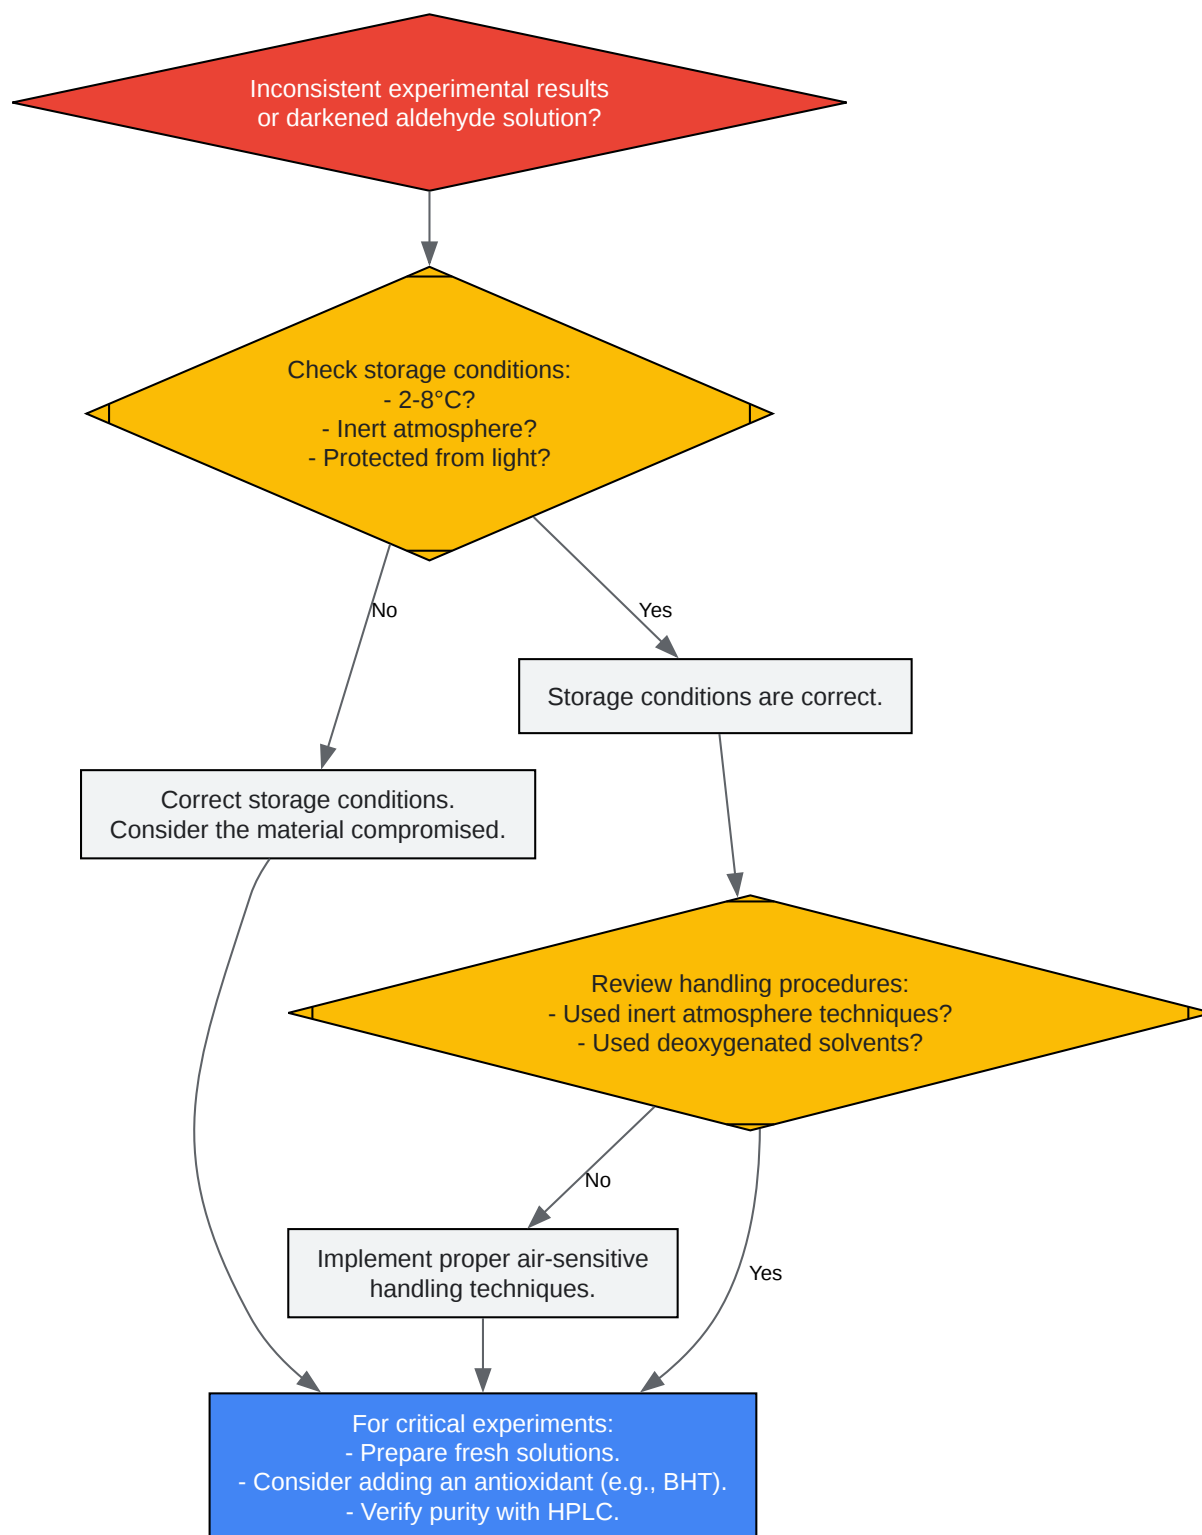 Inconsistent experimental results
or darkened aldehyde solution?
Check storage conditions:
- 2-8°C?
- Inert atmosphere?
- Protected from light?
No
Yes
Storage conditions are correct.
Correct storage conditions.
Consider the material compromised.
Review handling procedures:
- Used inert atmosphere techniques?
- Used deoxygenated solvents?
No
Implement proper air-sensitive
handling techniques.
Yes
For critical experiments:
- Prepare fresh solutions.
- Consider adding an antioxidant (e.g., BHT).
- Verify purity with HPLC.